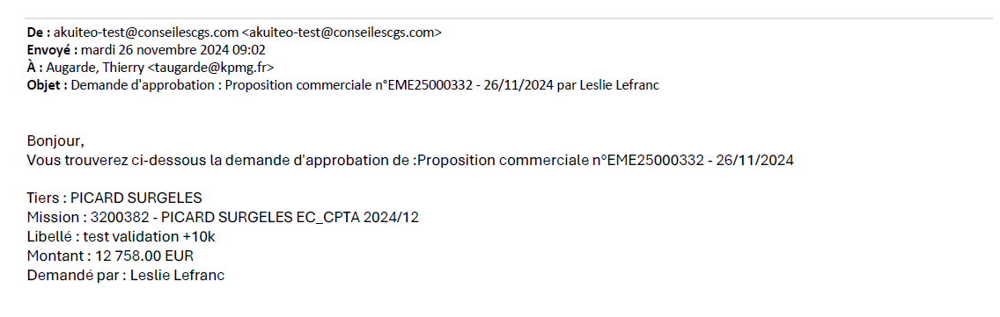 De : akuiteo-test@conseilescgs.com <akuiteo-test@conseilescgs.com>
Envoyé : mardi 26 novembre 2024 09:02
À : Augarde, Thierry <taugarde@kpmg.fr>
Objet : Demande d'approbation : Proposition commerciale n°EME25000332 - 26/11/2024 par Leslie Lefranc
Bonjour,
Vous trouverez ci-dessous la demande d'approbation de :Proposition commerciale n°EME25000332 - 26/11/2024
Tiers : PICARD SURGELES
Mission : 3200382 - PICARD SURGELES EC_CPTA 2024/12
Libellé : test validation +10k
Montant : 12 758.00 EUR
Demandé par : Leslie Lefranc